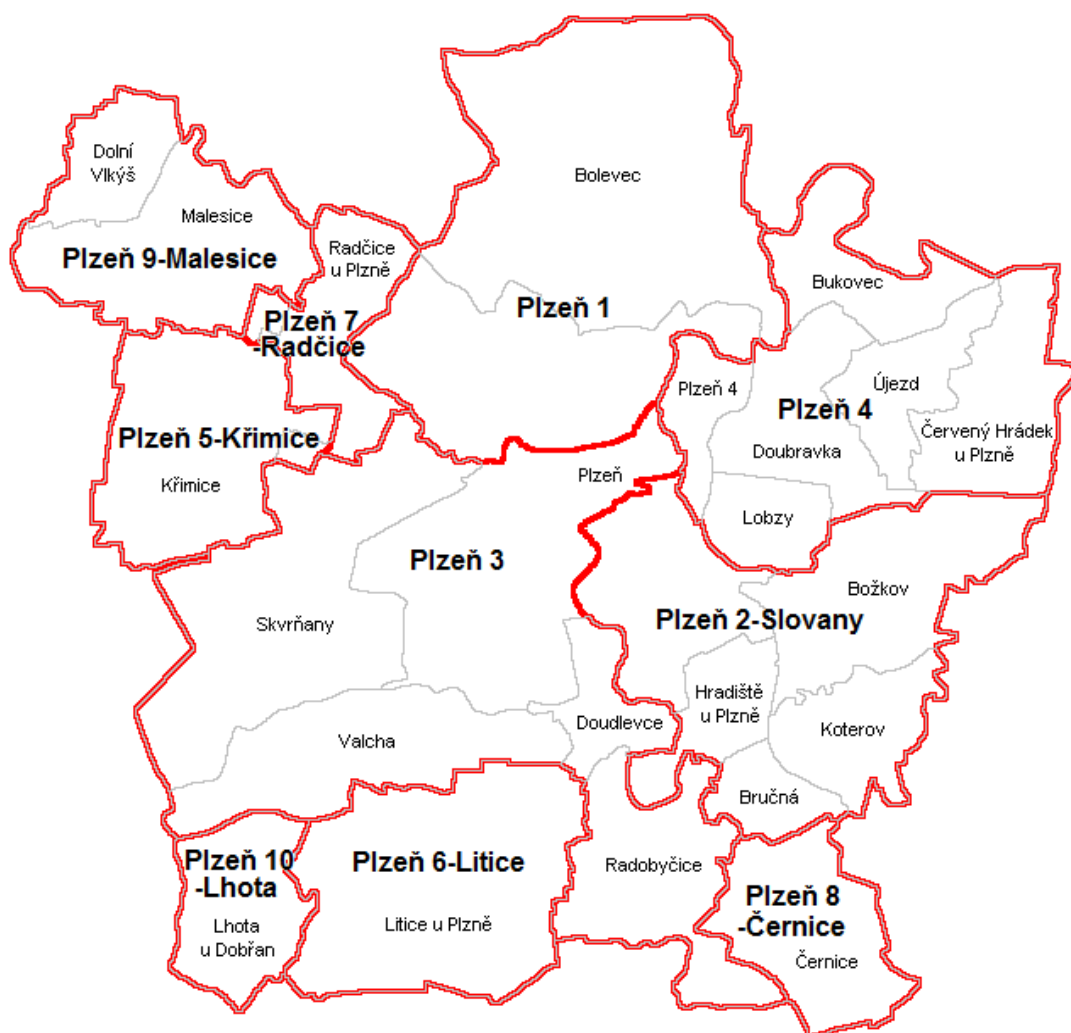 Dolní
Vlkýš
Malesice
Plzeň 9-Malesice
Radčice
u Plzně
Bolevec
Bukovec
Plzeň 7
-Radčice
Plzeň 1
Plzeň 4
Újezd
Plzeň 4
Červený Hrádek
u Plzně
Doubravka
Plzeň 5-Křimice
Křimice
Plzeň
Lobzy
Plzeň 3
Božkov
Skvrňany
Plzeň 2-Slovany
Hradiště
u Plzně
Doudlevce
Koterov
Valcha
Bručná
Plzeň 10
-Lhota
Plzeň 6-Litice
Radobyčice
Plzeň 8
-Černice
Lhota
u Dobřan
Litice u Plzně
Černice